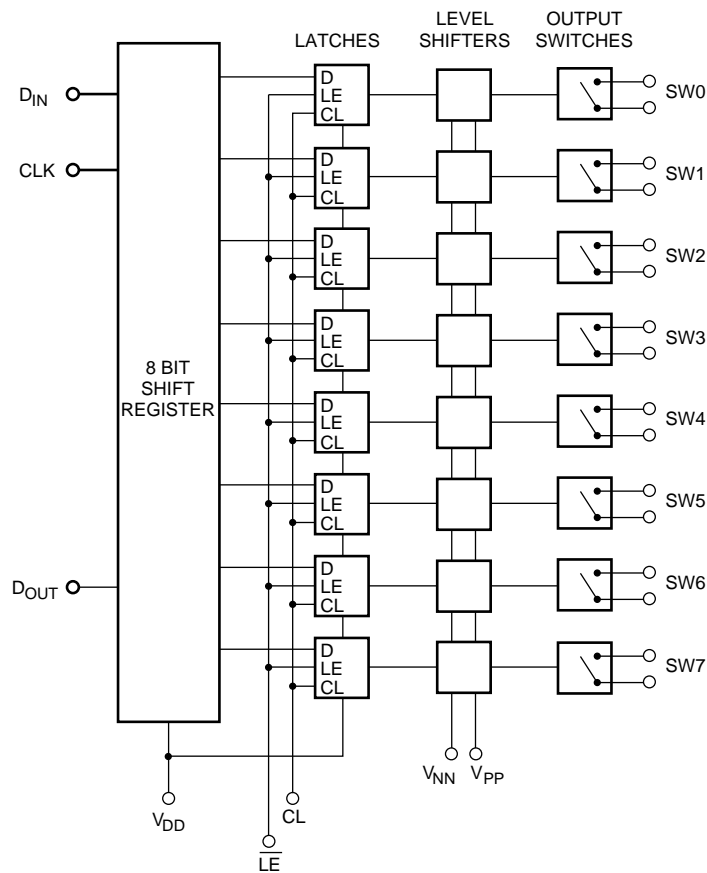 LATCHES
LEVEL
SHIFTERS
OUTPUT
SWITCHES
DIN
CLK
8 BIT
SHIFT
REGISTER
DOUT
D
LE
CL
SW0
D
LE
CL
SW1
D
LE
CL
SW2
D
LE
CL
SW3
D
LE
CL
SW4
D
LE
CL
SW5
D
LE
CL
SW6
D
LE
CL
SW7
VDD
CL
LE
VNN
VPP